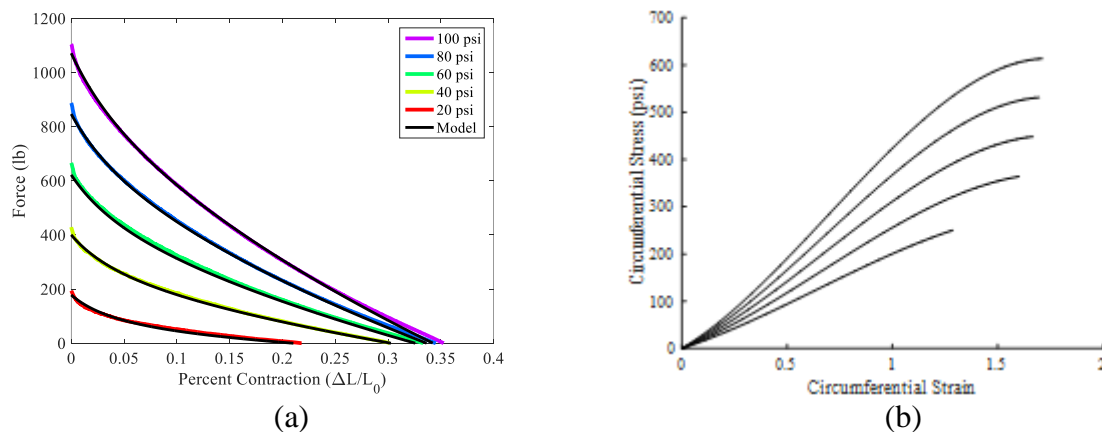 1200
1000
800
600
400
200
0
Force (lb)
100 psi
80 psi
60 psi
40 psi
20 psi
Model
0 0.05 0.1 0.15 0.2 0.25 0.3 0.35 0.4
Percent Contraction (ΔL/L₀)
(a)
700
600
500
400
300
200
100
0
Circumferential Stress (psi)
0 0.5 1 1.5 2
Circumferential Strain
(b)